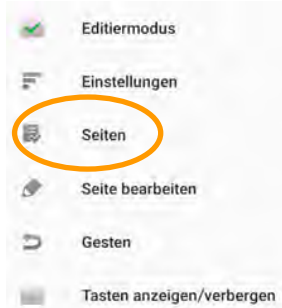 Editiermodus
Einstellungen
Seiten
Seite bearbeiten
Gesten
Tasten anzeigen/verbergen